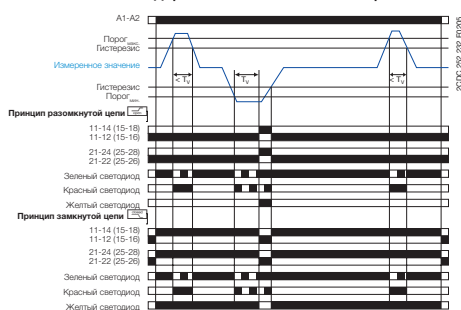 A1-A2
Порог макс.
Гистерезис
Измеренное значение
< Tv
Tv
< Tv
Гистерезис
Порог мин.
Принцип разомкнутой цепи
11-14 (15-18)
11-12 (15-16)
21-24 (25-28)
21-22 (25-26)
Зеленый светодиод
Красный светодиод
Желтый светодиод
Принцип замкнутой цепи
11-14 (15-18)
11-12 (15-16)
21-24 (25-28)
21-22 (25-26)
Зеленый светодиод
Красный светодиод
Желтый светодиод